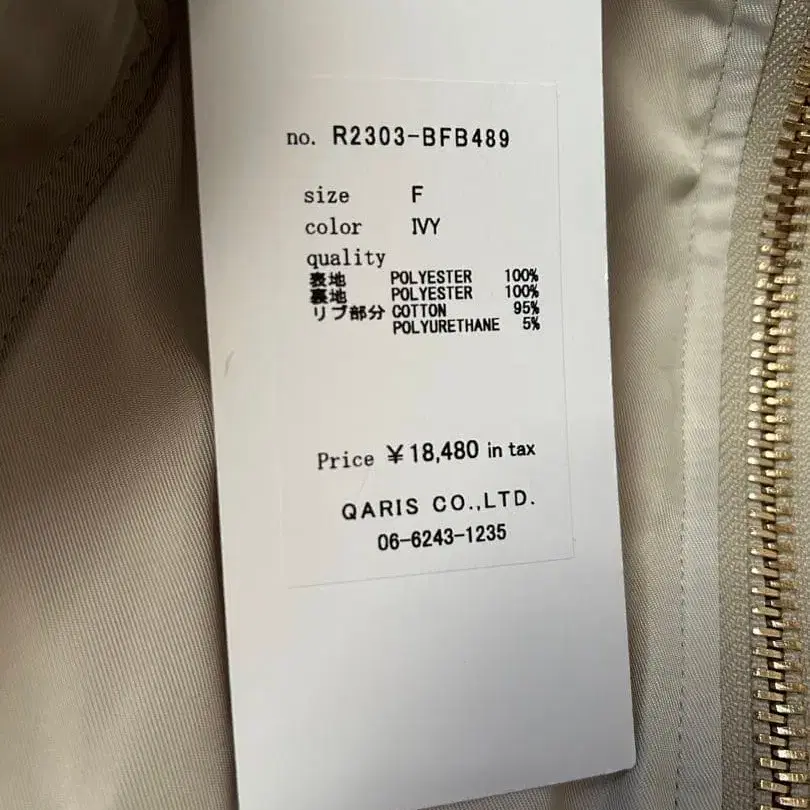 no. R2303-BFB489
size F
color IVY
quality
表地 POLYESTER 100%
裏地 POLYESTER 100%
リブ部分 COTTON 95%
POLYURETHANE 5%
Price ¥18,480 in tax
QARIS CO.,LTD.
06-6243-1235